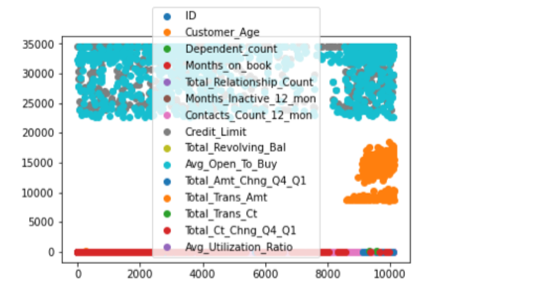 ID
Customer_Age
Dependent_count
Months_on_book
Total_Relationship_Count
Months_Inactive_12_mon
Contacts_Count_12_mon
Credit_Limit
Total_Revolving_Bal
Avg_Open_To_Buy
Total_Amt_Chng_Q4_Q1
Total_Trans_Amt
Total_Trans_Ct
Total_Ct_Chng_Q4_Q1
Avg_Utilization_Ratio
35000
30000
25000
20000
15000
10000
5000
0
0 2000 4000 6000 8000 10000